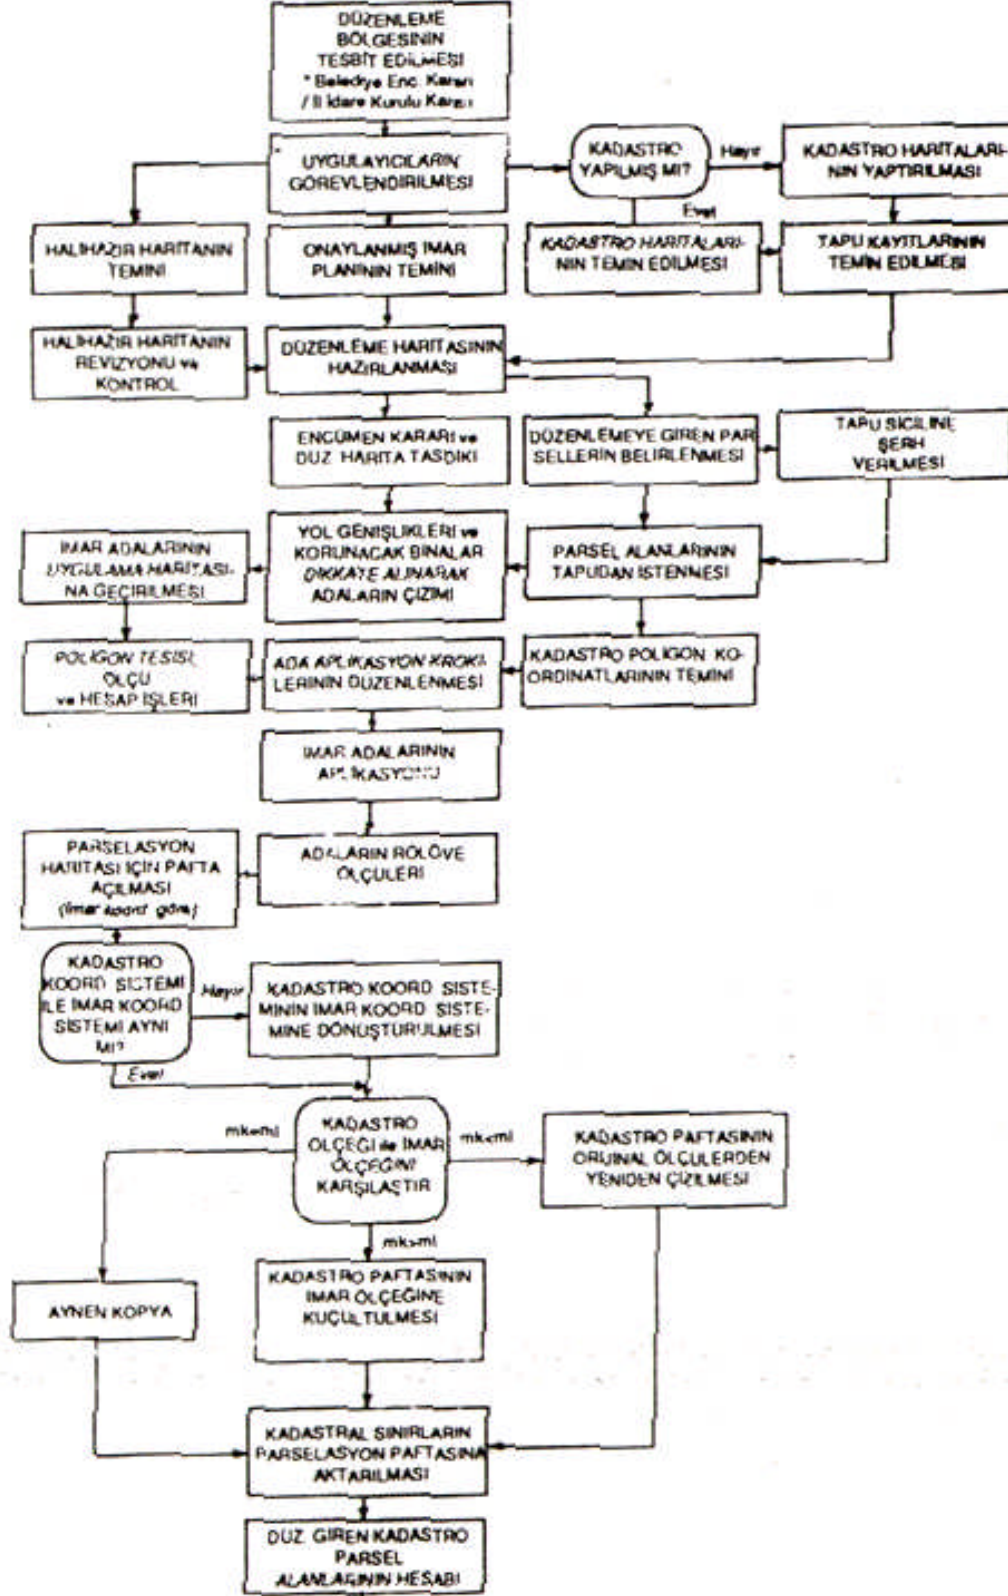 DÜZENLEME
BÖLGESİNİN
TESBİT EDİLMESİ
* Belediye Enc. Kararı
/ İl İdare Kurulu Kararı
UYGULAYICILARIN
GÖREVLENDİRİLMESİ
KADASTRO
YAPILMIŞ MI?
Hayır
KADASTRO HARİTALARI-
NIN YAPTIRILMASI
Evet
HALİHAZIR HARİTANIN
TEMİNİ
ONAYLANMIŞ İMAR
PLANININ TEMİNİ
KADASTRO HARİTALARI-
NIN TEMİN EDİLMESİ
TAPU KAYITLARININ
TEMİN EDİLMESİ
HALİHAZIR HARİTANIN
REVİZYONU ve
KONTROL
DÜZENLEME HARİTASININ
HAZIRLANMASI
ENCÜMEN KARARI ve
DÜZ HARİTA TASDİKİ
DÜZENLEMEYE GİREN PAR
SELLERİN BELİRLENMESİ
TAPU SİCİLİNE
ŞERH
VERİLMESİ
İMAR ADALARININ
UYGULAMA HARİTASI-
NA GEÇİRİLMESİ
YOL GENİŞLİKLERİ ve
KORUNACAK BİNALAR
DİKKATE ALINARAK
ADALARIN ÇİZİMİ
PARSEL ALANLARININ
TAPUDAN İSTENMESİ
POLİGON TESİSİ,
ÖLÇÜ
ve HESAP İŞLERİ
ADA APLİKASYON KROKİ
LERİNİN DÜZENLENMESİ
KADASTRO POLİGON KO-
ORDİNATLARININ TEMİNİ
İMAR ADALARININ
APLİKASYONU
PARSELASYON
HARİTASI İÇİN PAFTA
AÇILMASI
(İmar koord göre)
ADALARIN RÖLÖVE
ÖLÇÜLERİ
KADASTRO
KOORD SİSTEMİ
İLE İMAR KOORD
SİSTEMİ AYNI
MI?
Hayır
KADASTRO KOORD SİSTE-
MİNİN İMAR KOORD SİSTE-
MİNE DÖNÜŞTÜRÜLMESİ
Evet
mk=mi
KADASTRO
ÖLÇEĞİ ile İMAR
ÖLÇEĞİNİ
KARŞILAŞTIR
mk<mi
KADASTRO PAFTASININ
ORJİNAL ÖLÇÜLERDEN
YENİDEN ÇİZİLMESİ
mk>mi
AYNEN KOPYA
KADASTRO PAFTASININ
İMAR ÖLÇEĞİNE
KÜÇÜLTÜLMESİ
KADASTRAL SINIRLARIN
PARSELASYON PAFTASINA
AKTARILMASI
DÜZ GİREN KADASTRO
PARSEL
ALANLARININ HESABI